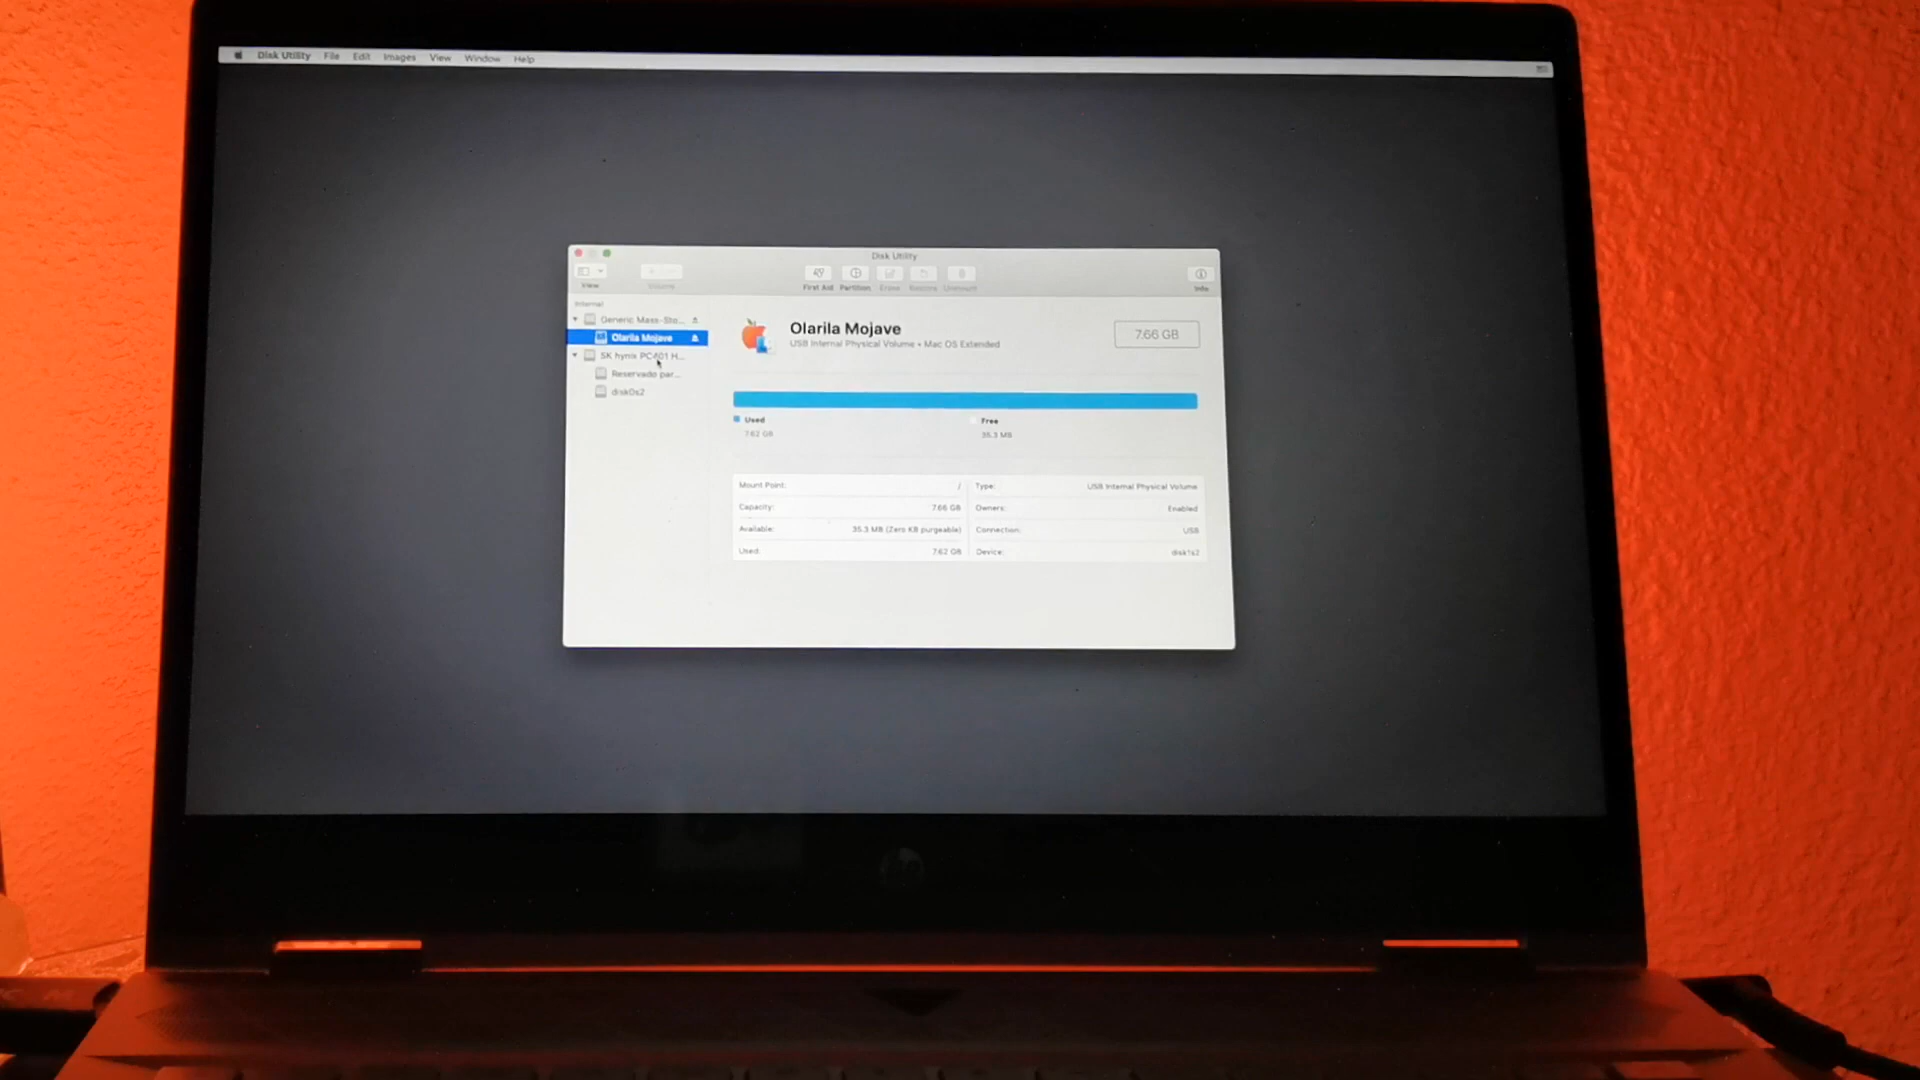 Disk Utility File Edit Images View Window Help
Disk Utility
View Volume First Aid Partition Erase Restore Unmount Info
Internal
Generic Mass-Sto...
Olarila Mojave
SK hynix PC601 H...
Reservado par...
disk0s2
Olarila Mojave
USB Internal Physical Volume • Mac OS Extended
7.66 GB
Used
7.62 GB
Free
35.3 MB
Mount Point: /
Capacity: 7.66 GB
Available: 35.3 MB (Zero KB purgeable)
Used: 7.62 GB
Type: USB Internal Physical Volume
Owners: Enabled
Connection: USB
Device: disk1s2
hp